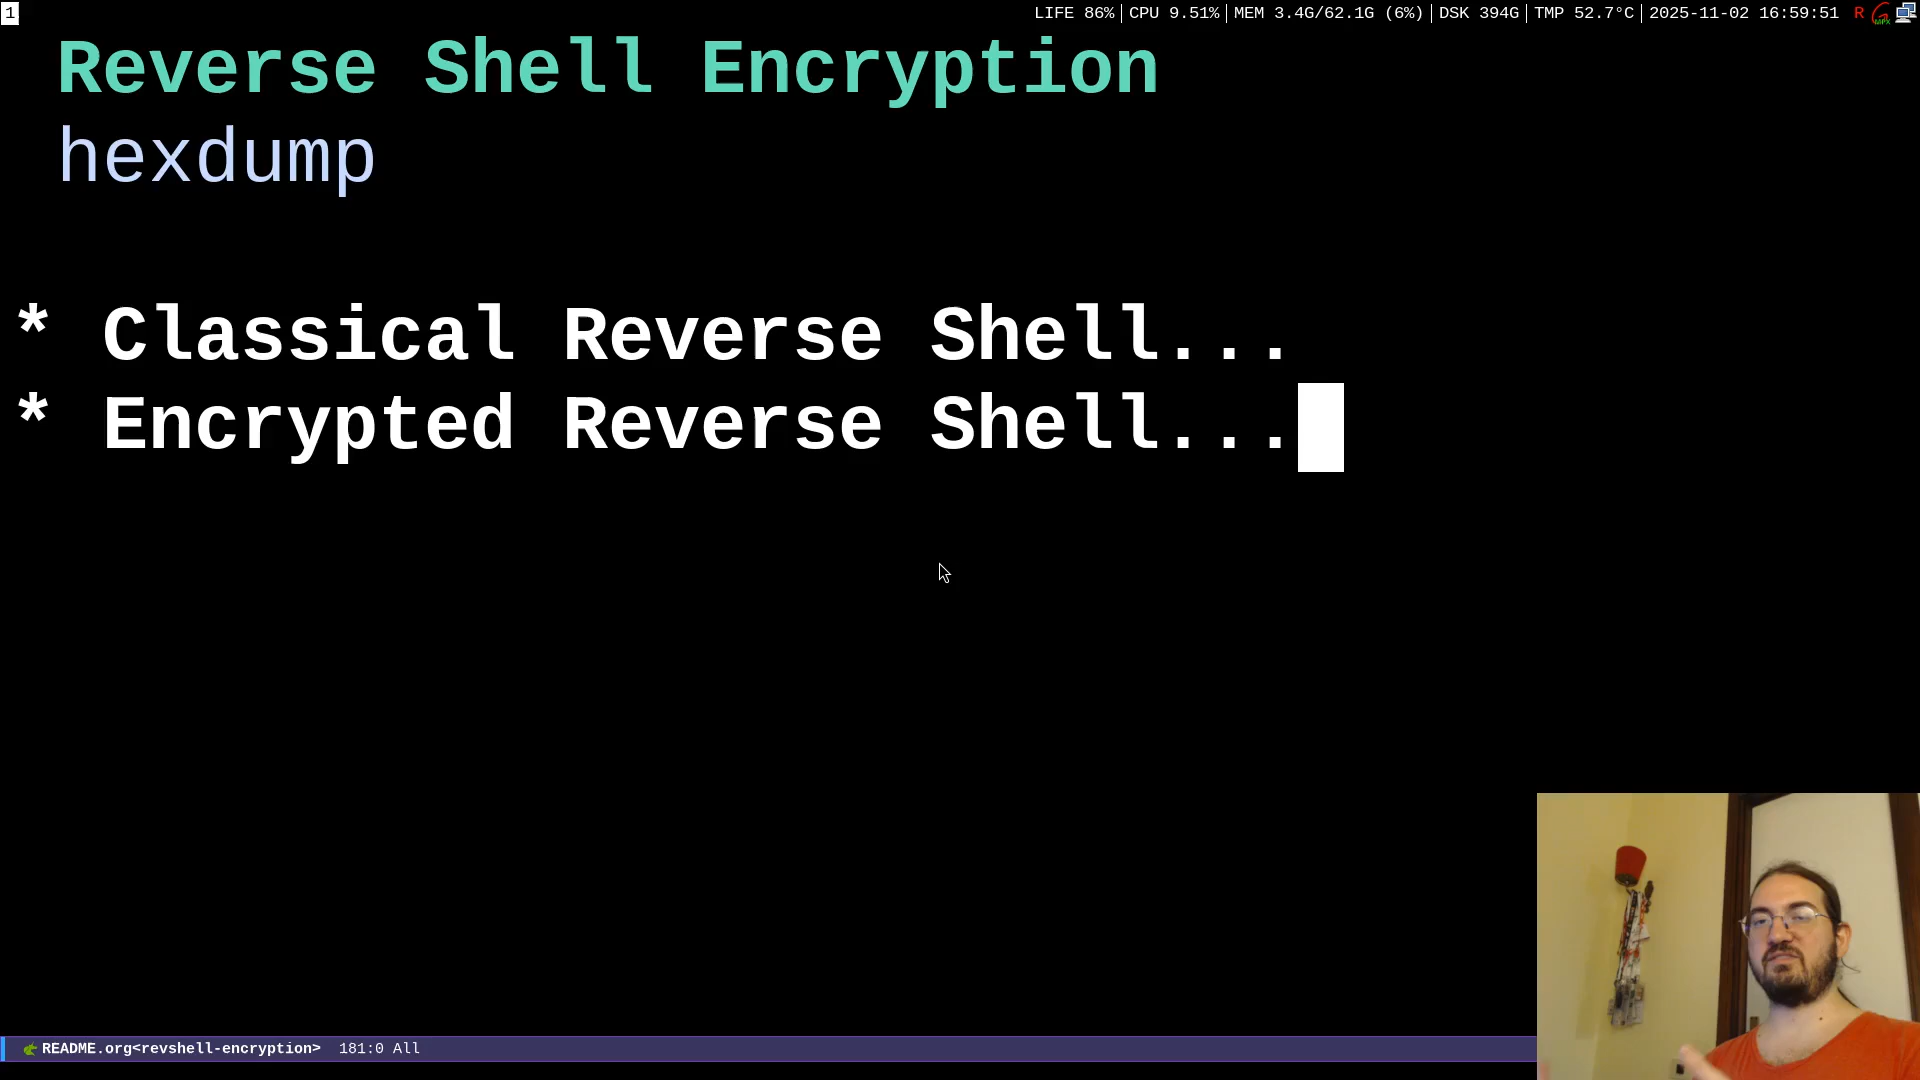 1
LIFE 86% CPU 9.51% MEM 3.4G/62.1G (6%) DSK 394G TMP 52.7°C 2025-11-02 16:59:51 R
Reverse Shell Encryption
hexdump
* Classical Reverse Shell...
* Encrypted Reverse Shell...
README.org<revshell-encryption> 181:0 All